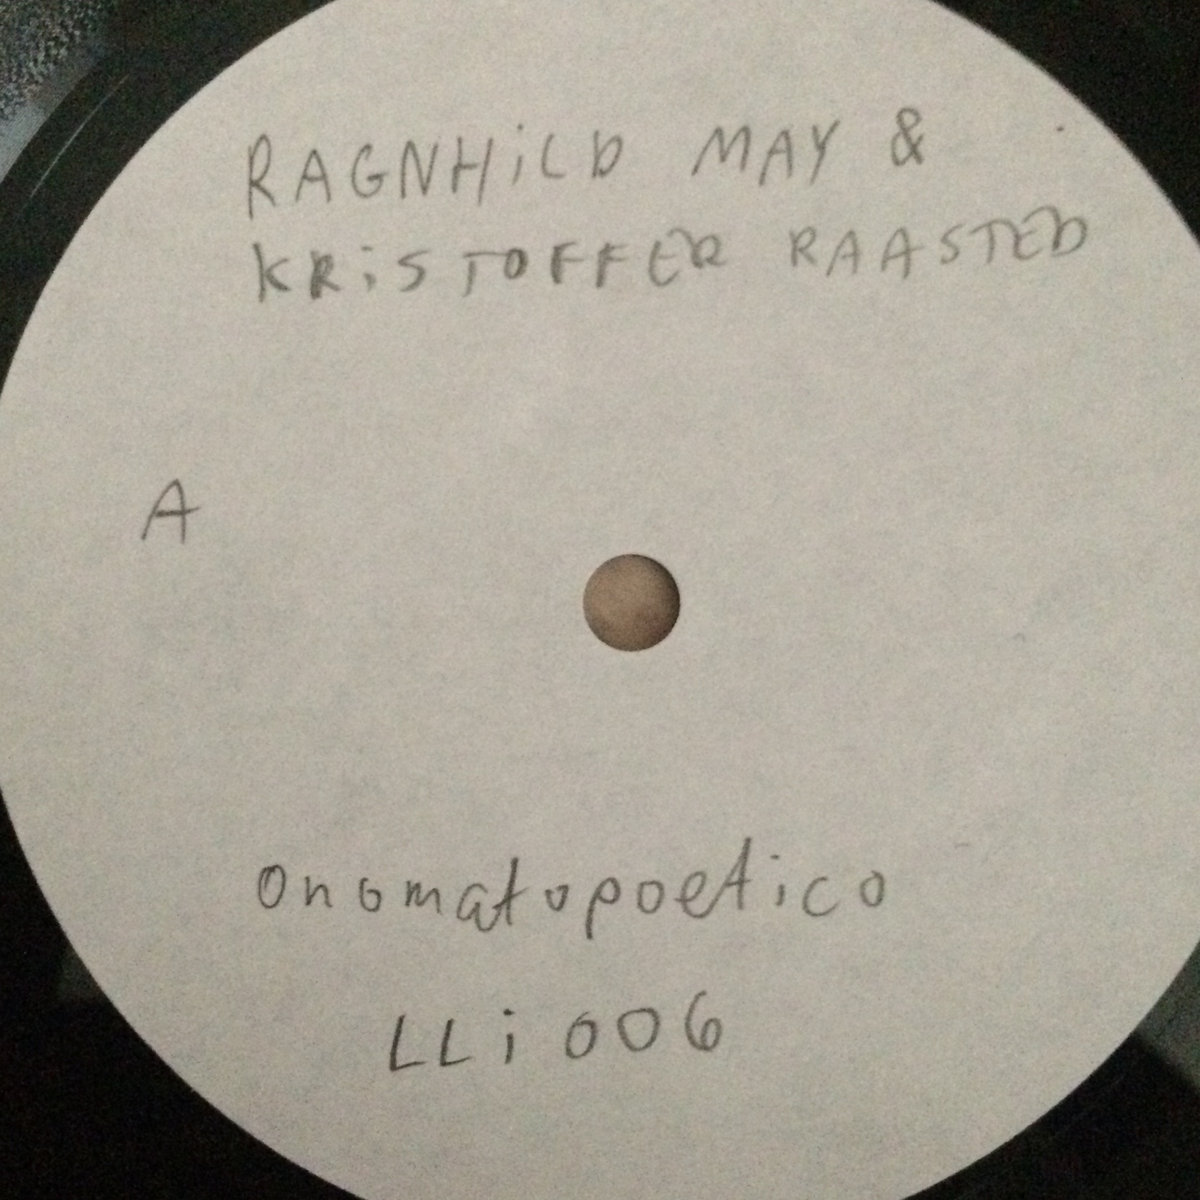 RAGNHiLD MAY &
KRiSTOFFER RAASTED
A
onomatopoetico
LLi 006